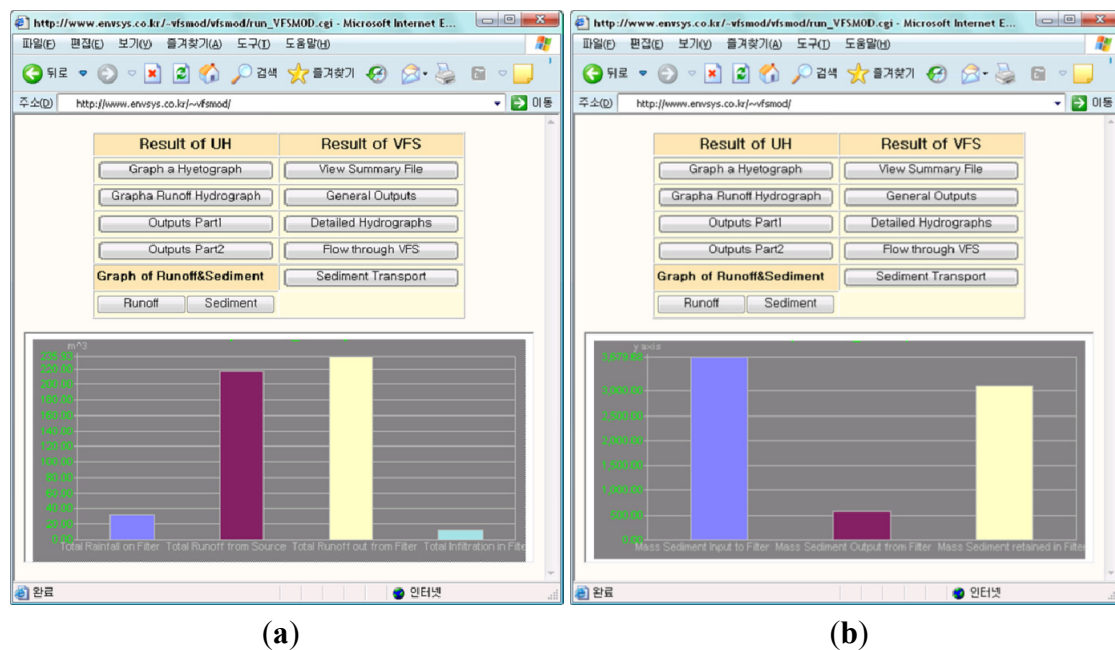 http://www.envsys.co.kr/~vfsmod/vfsmod/run_VFSMOD.cgi - Microsoft Internet E...
파일(F) 편집(E) 보기(V) 즐겨찾기(A) 도구(T) 도움말(H)
뒤로 검색 즐겨찾기
주소(D) http://www.envsys.co.kr/~vfsmod/ 이동
Result of UH Result of VFS
Graph a Hyetograph View Summary File
Grapha Runoff Hydrograph General Outputs
Outputs Part1 Detailed Hydrographs
Outputs Part2 Flow through VFS
Graph of Runoff&Sediment Sediment Transport
Runoff Sediment
m^3
220.00
200.00
180.00
160.00
140.00
120.00
100.00
80.00
60.00
40.00
20.00
0.00
Total Rainfall on Filter Total Runoff from Source Total Runoff out from Filter Total Infiltration in Filte
완료 인터넷
(a)
http://www.envsys.co.kr/~vfsmod/vfsmod/run_VFSMOD.cgi - Microsoft Internet E...
파일(F) 편집(E) 보기(V) 즐겨찾기(A) 도구(T) 도움말(H)
뒤로 검색 즐겨찾기
주소(D) http://www.envsys.co.kr/~vfsmod/ 이동
Result of UH Result of VFS
Graph a Hyetograph View Summary File
Grapha Runoff Hydrograph General Outputs
Outputs Part1 Detailed Hydrographs
Outputs Part2 Flow through VFS
Graph of Runoff&Sediment Sediment Transport
Runoff Sediment
y axis
3,679.66
3,000.00
2,500.00
2,000.00
1,500.00
1,000.00
500.00
0.00
Mass Sediment Input to Filter Mass Sediment Output from Filter Mass Sediment retained in Filter
완료 인터넷
(b)